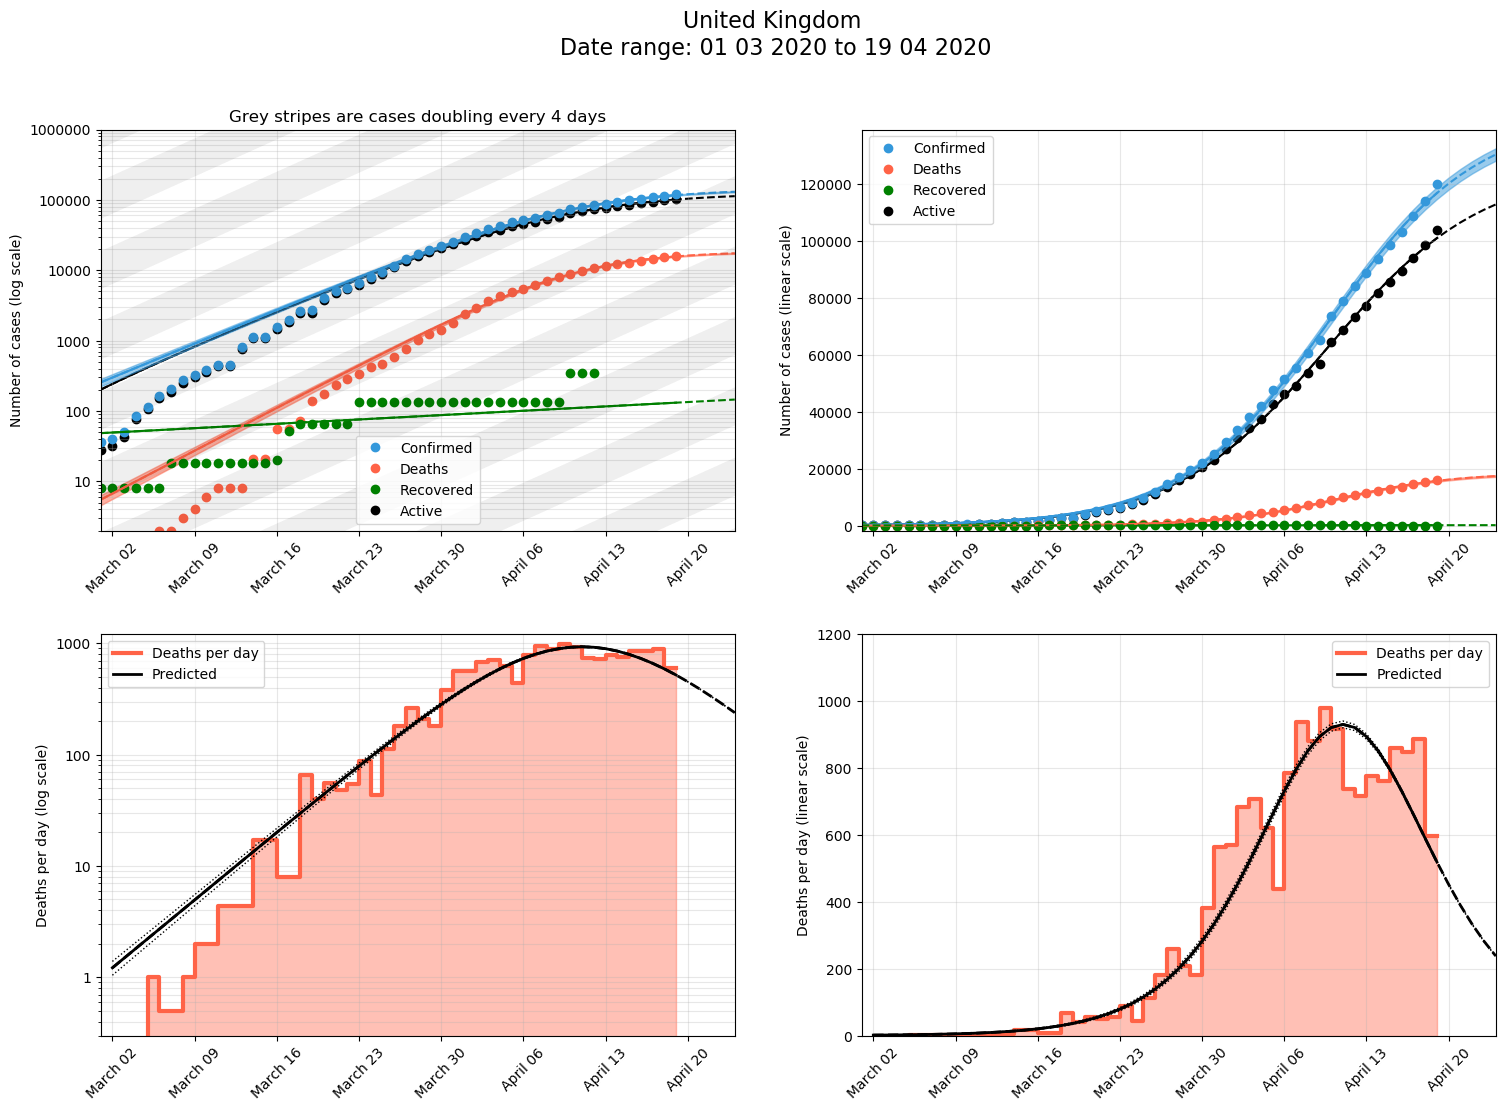 United Kingdom
Date range: 01 03 2020 to 19 04 2020
Grey stripes are cases doubling every 4 days
Number of cases (log scale)
1000000
100000
10000
1000
100
10
Confirmed
Deaths
Recovered
Active
March 02
March 09
March 16
March 23
March 30
April 06
April 13
April 20
Number of cases (linear scale)
120000
100000
80000
60000
40000
20000
0
Confirmed
Deaths
Recovered
Active
March 02
March 09
March 16
March 23
March 30
April 06
April 13
April 20
Deaths per day (log scale)
1000
100
10
1
Deaths per day
Predicted
March 02
March 09
March 16
March 23
March 30
April 06
April 13
April 20
Deaths per day (linear scale)
1200
1000
800
600
400
200
0
Deaths per day
Predicted
March 02
March 09
March 16
March 23
March 30
April 06
April 13
April 20